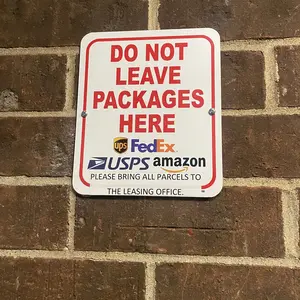 DO NOT
LEAVE
PACKAGES
HERE
ups FedEx
USPS amazon
PLEASE BRING ALL PARCELS TO
THE LEASING OFFICE.